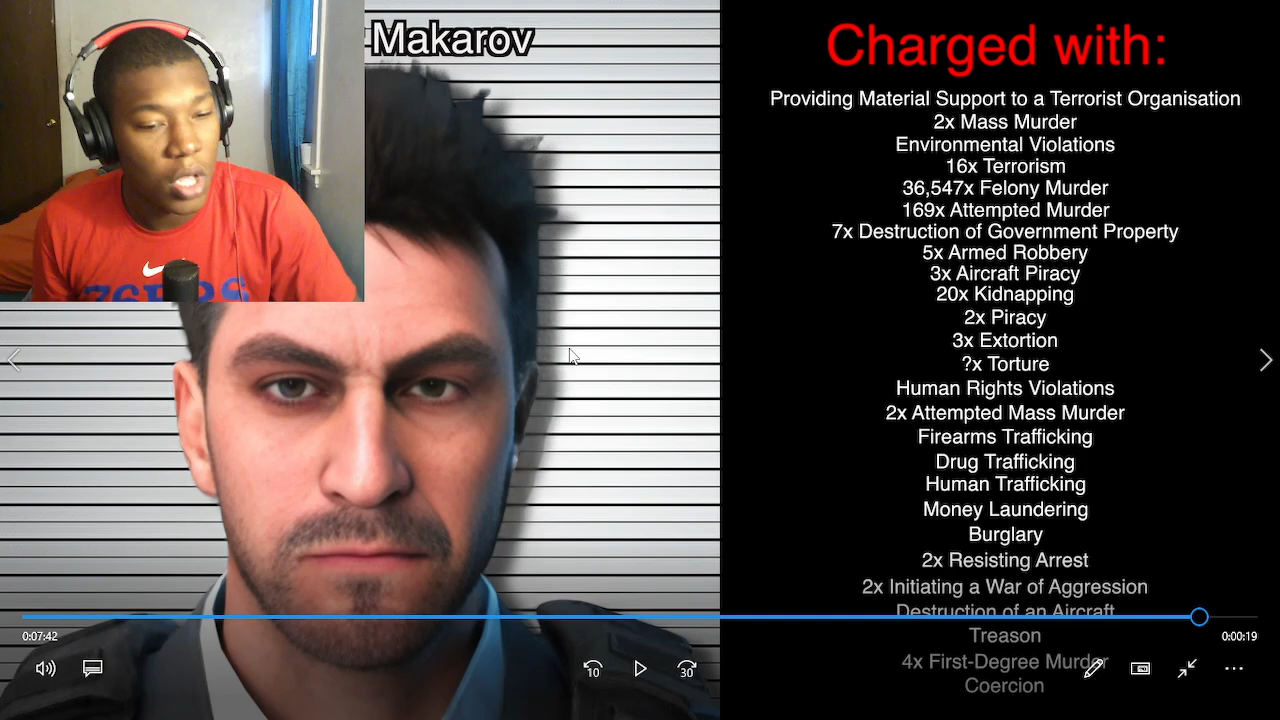 Makarov
Charged with:
Providing Material Support to a Terrorist Organisation
2x Mass Murder
Environmental Violations
16x Terrorism
36,547x Felony Murder
169x Attempted Murder
7x Destruction of Government Property
5x Armed Robbery
3x Aircraft Piracy
20x Kidnapping
2x Piracy
3x Extortion
?x Torture
Human Rights Violations
2x Attempted Mass Murder
Firearms Trafficking
Drug Trafficking
Human Trafficking
Money Laundering
Burglary
2x Resisting Arrest
2x Initiating a War of Aggression
Destruction of an Aircraft
Treason
4x First-Degree Murder
Coercion
76ERS
0:07:42
0:00:19
10
30